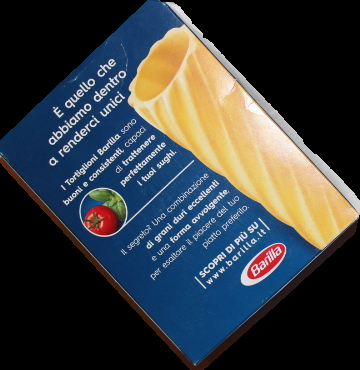 È quello che
abbiamo dentro
a renderci unici
I Tortiglioni Barilla sono
buoni e consistenti, capaci
di trattenere
perfettamente
i tuoi sughi.
Il segreto? Una combinazione
di grani duri eccellenti
e una forma avvolgente,
per esaltare il piacere del tuo
piatto preferito.
SCOPRI DI PIÙ SU
www.barilla.it
Barilla